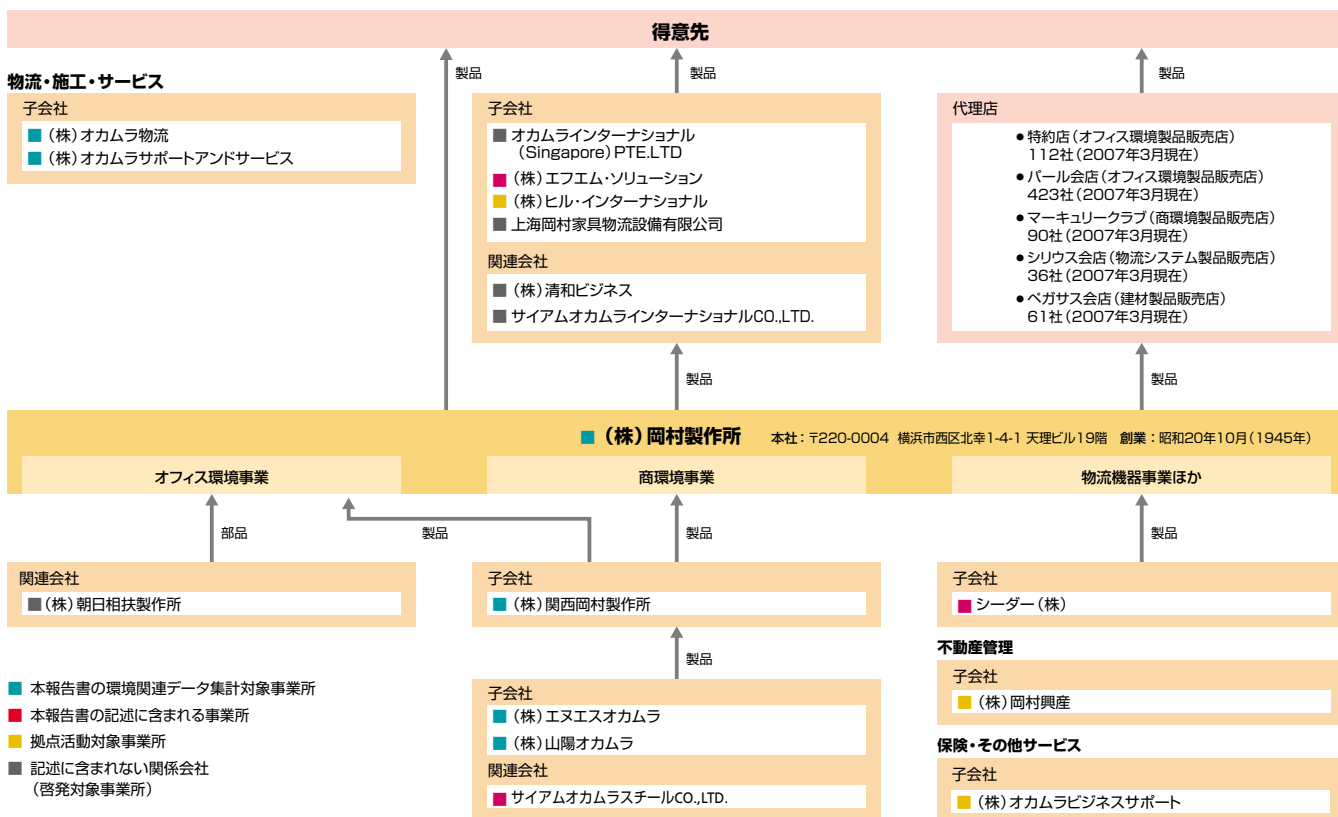 得意先
製品
製品
製品
物流・施工・サービス
子会社
■ (株)オカムラ物流
■ (株)オカムラサポートアンドサービス
子会社
■ オカムラインターナショナル
(Singapore) PTE.LTD
■ (株)エフエム・ソリューション
■ (株)ヒル・インターナショナル
■ 上海岡村家具物流設備有限公司
関連会社
■ (株)清和ビジネス
■ サイアムオカムラインターナショナルCO.,LTD.
代理店
● 特約店(オフィス環境製品販売店)
112社(2007年3月現在)
● パール会店(オフィス環境製品販売店)
423社(2007年3月現在)
● マーキュリークラブ(商環境製品販売店)
90社(2007年3月現在)
● シリウス会店(物流システム製品販売店)
36社(2007年3月現在)
● ペガサス会店(建材製品販売店)
61社(2007年3月現在)
製品
製品
■ (株)岡村製作所 本社:〒220-0004 横浜市西区北幸1-4-1 天理ビル19階 創業:昭和20年10月(1945年)
オフィス環境事業
商環境事業
物流機器事業ほか
部品
製品
製品
製品
関連会社
■ (株)朝日相扶製作所
子会社
■ (株)関西岡村製作所
子会社
■ シーダー(株)
製品
不動産管理
子会社
■ (株)岡村興産
子会社
■ (株)エヌエスオカムラ
■ (株)山陽オカムラ
関連会社
■ サイアムオカムラスチールCO.,LTD.
保険・その他サービス
子会社
■ (株)オカムラビジネスサポート
■ 本報告書の環境関連データ集計対象事業所
■ 本報告書の記述に含まれる事業所
■ 拠点活動対象事業所
■ 記述に含まれない関係会社
(啓発対象事業所)